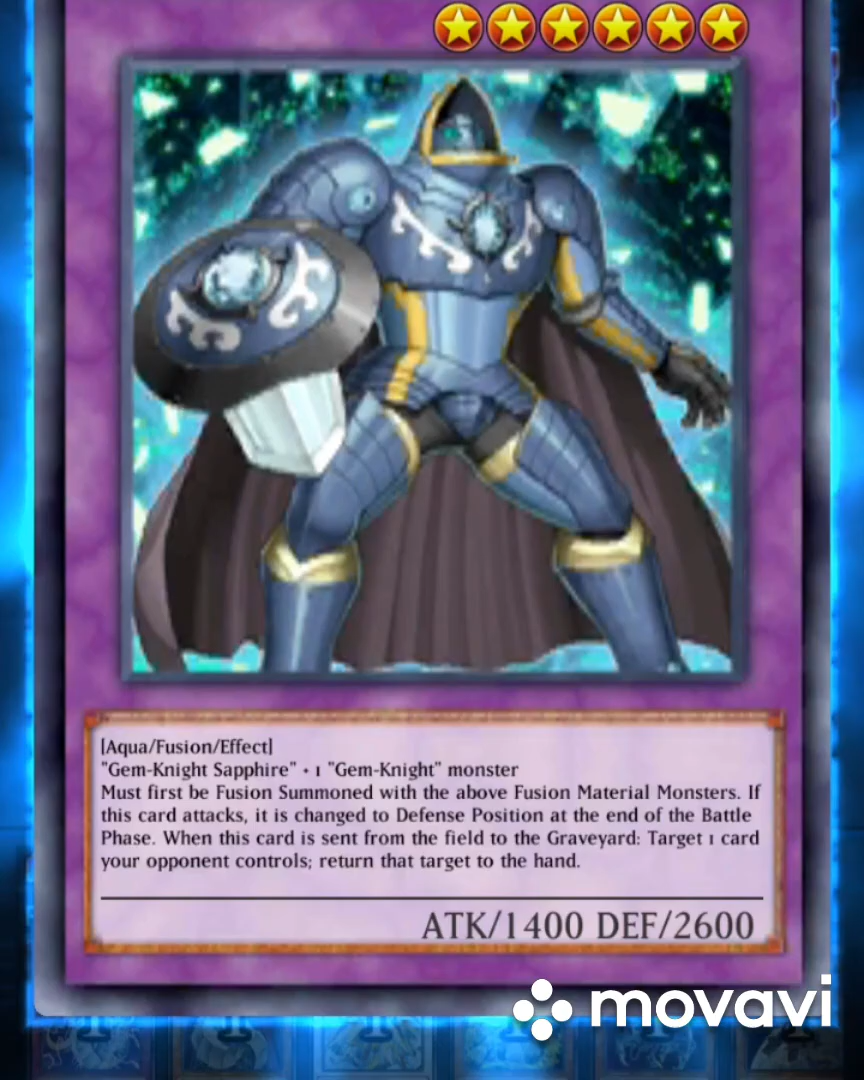 [Aqua/Fusion/Effect]
"Gem-Knight Sapphire" + 1 "Gem-Knight" monster
Must first be Fusion Summoned with the above Fusion Material Monsters. If
this card attacks, it is changed to Defense Position at the end of the Battle
Phase. When this card is sent from the field to the Graveyard: Target 1 card
your opponent controls; return that target to the hand.
ATK/1400 DEF/2600
movavi